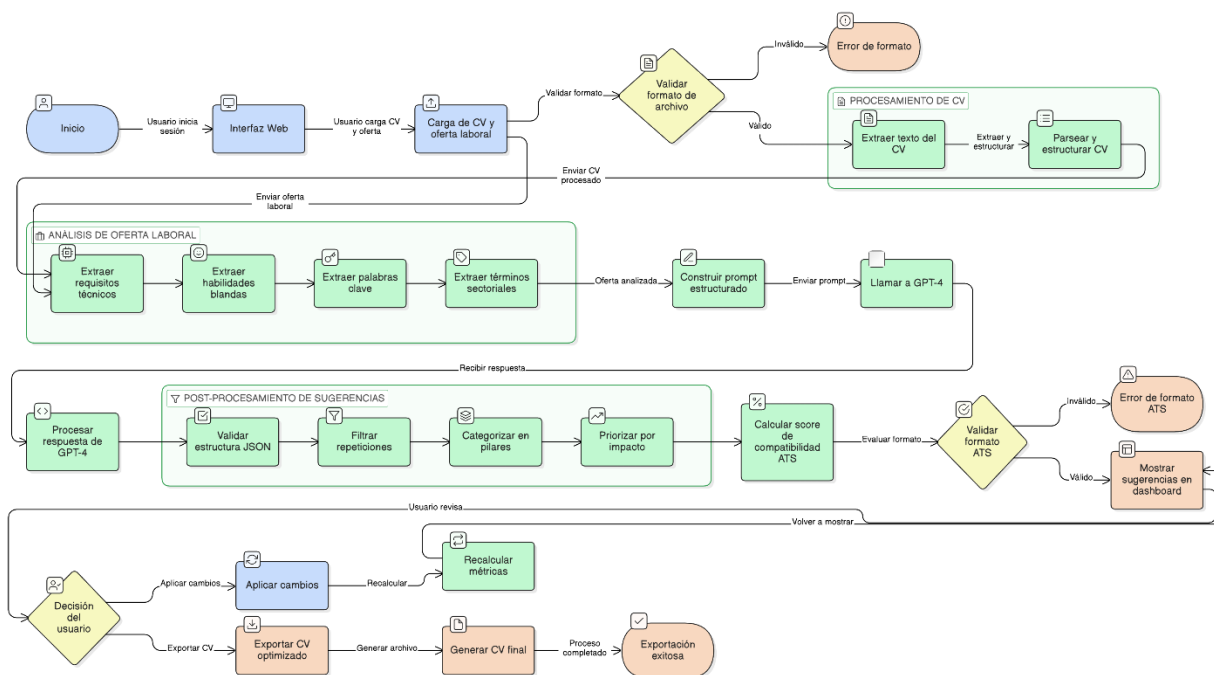 Inválido
Error de formato
Validar
formato de
archivo
Validar formato
Válido
Inicio
Usuario inicia
sesión
Interfaz Web
Usuario carga CV
y oferta
Carga de CV y
oferta laboral
PROCESAMIENTO DE CV
Extraer texto del
CV
Extraer y
estructurar
Parsear y
estructurar CV
Enviar CV
procesado
Enviar oferta
laboral
ANÁLISIS DE OFERTA LABORAL
Extraer
requisitos
técnicos
Extraer
habilidades
blandas
Extraer palabras
clave
Extraer términos
sectoriales
Oferta analizada
Construir prompt
estructurado
Enviar prompt
Llamar a GPT-4
Recibir respuesta
Procesar
respuesta de
GPT-4
POST-PROCESAMIENTO DE SUGERENCIAS
Validar
estructura JSON
Filtrar
repeticiones
Categorizar en
pilares
Priorizar por
impacto
Calcular score
de
compatibilidad
ATS
Evaluar formato
Validar
formato
ATS
Inválido
Error de formato
ATS
Válido
Mostrar
sugerencias en
dashboard
Usuario revisa
Volver a mostrar
Decisión
del
usuario
Aplicar cambios
Aplicar cambios
Recalcular
Recalcular
métricas
Exportar CV
Exportar CV
optimizado
Generar archivo
Generar CV final
Proceso
completado
Exportación
exitosa